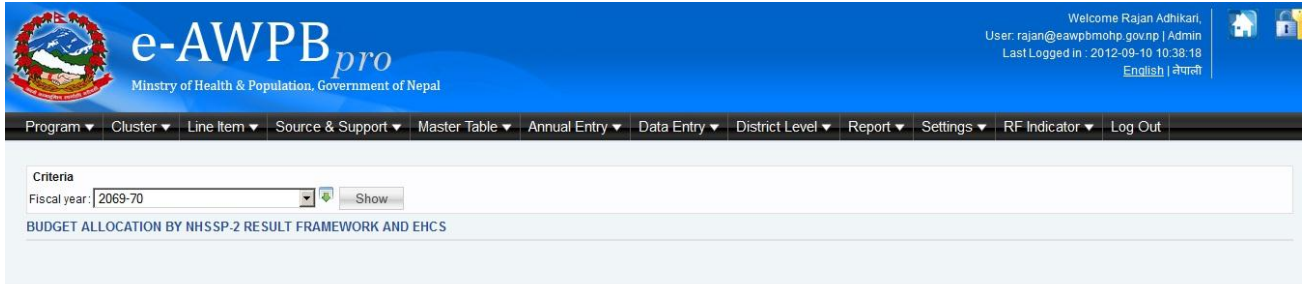 e-AWPB pro
Minstry of Health & Population, Government of Nepal
Welcome Rajan Adhikari,
User: rajan@eawpbmohp.gov.np | Admin
Last Logged in : 2012-09-10 10:38:18
English | नेपाली
Program Cluster Line Item Source & Support Master Table Annual Entry Data Entry District Level Report Settings RF Indicator Log Out
Criteria
Fiscal year: 2069-70 Show
BUDGET ALLOCATION BY NHSSP-2 RESULT FRAMEWORK AND EHCS